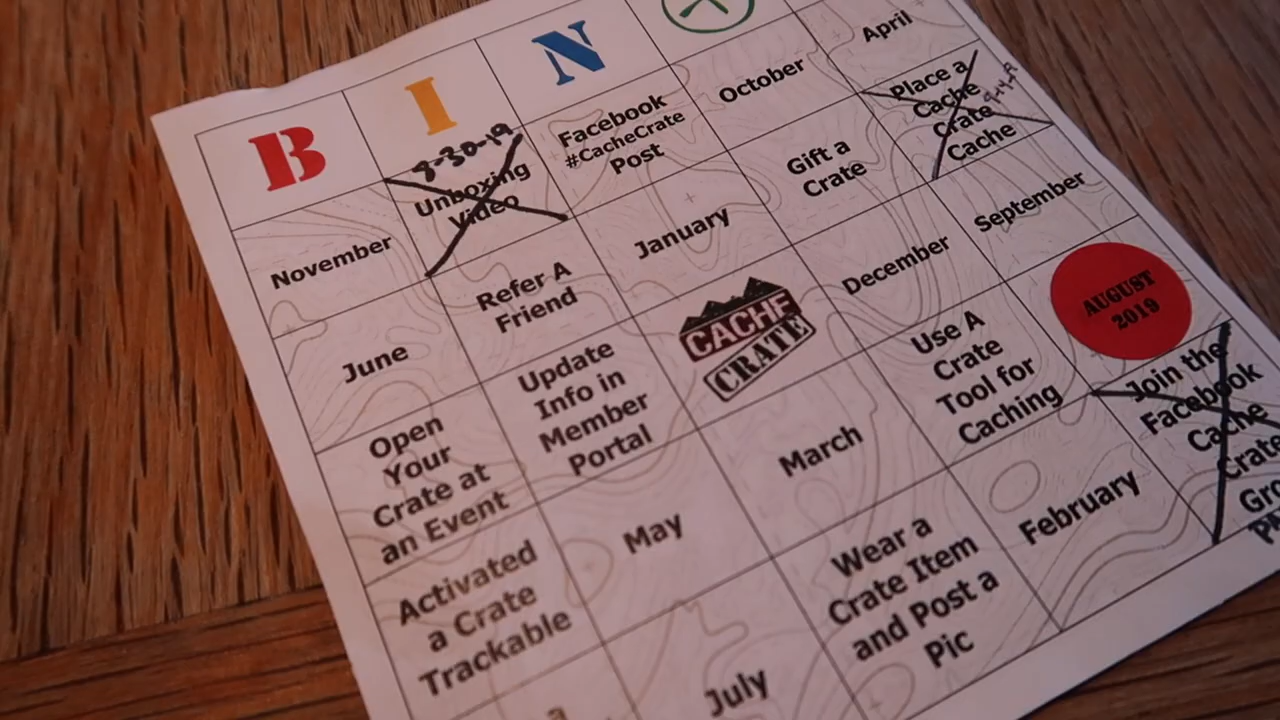 B
I
N
8-30-19
Unboxing
Video
Facebook
#CacheCrate
Post
October
April
November
Refer A
Friend
January
Gift a
Crate
Place a
Cache
Crate
Cache
June
Update
Info in
Member
Portal
CACHE
CRATE
December
September
Open
Your
Crate at
an Event
May
March
Use A
Crate
Tool for
Caching
AUGUST
2019
Activated
a Crate
Trackable
July
Wear a
Crate Item
and Post a
Pic
February
Join the
Facebook
Cache
Crate
a